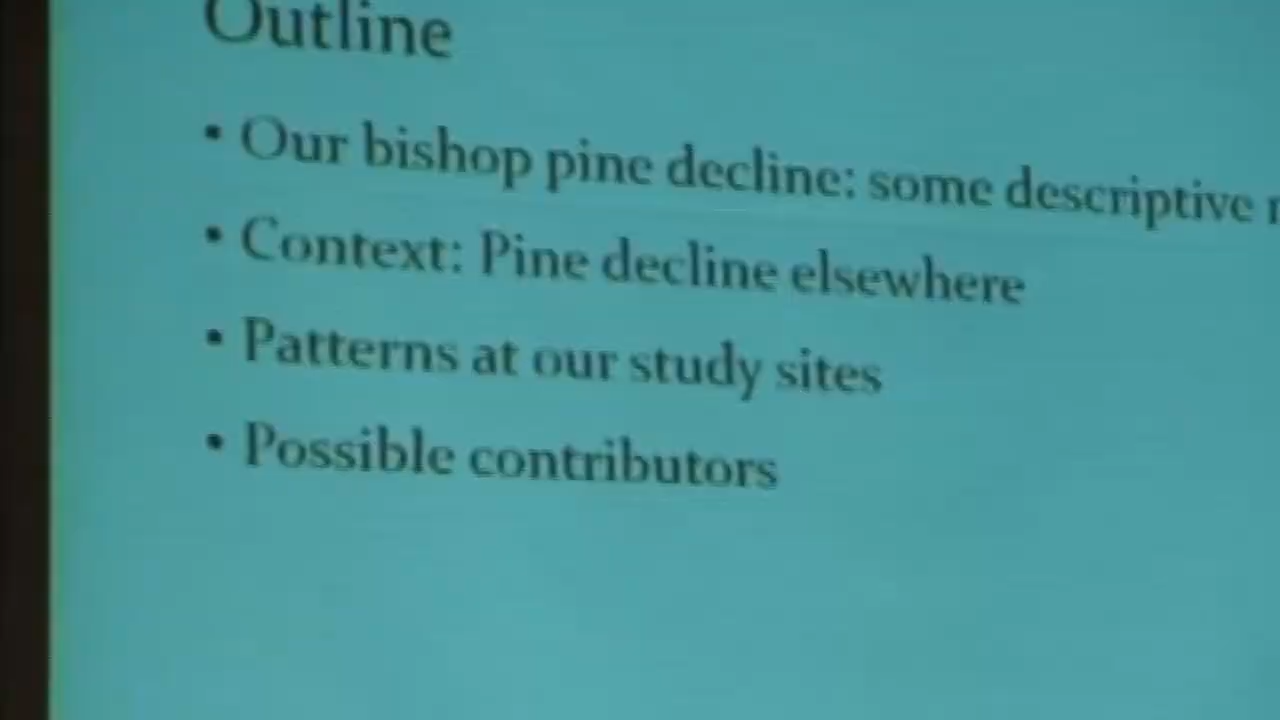 Outline
• Our bishop pine decline: some descriptive
• Context: Pine decline elsewhere
• Patterns at our study sites
• Possible contributors